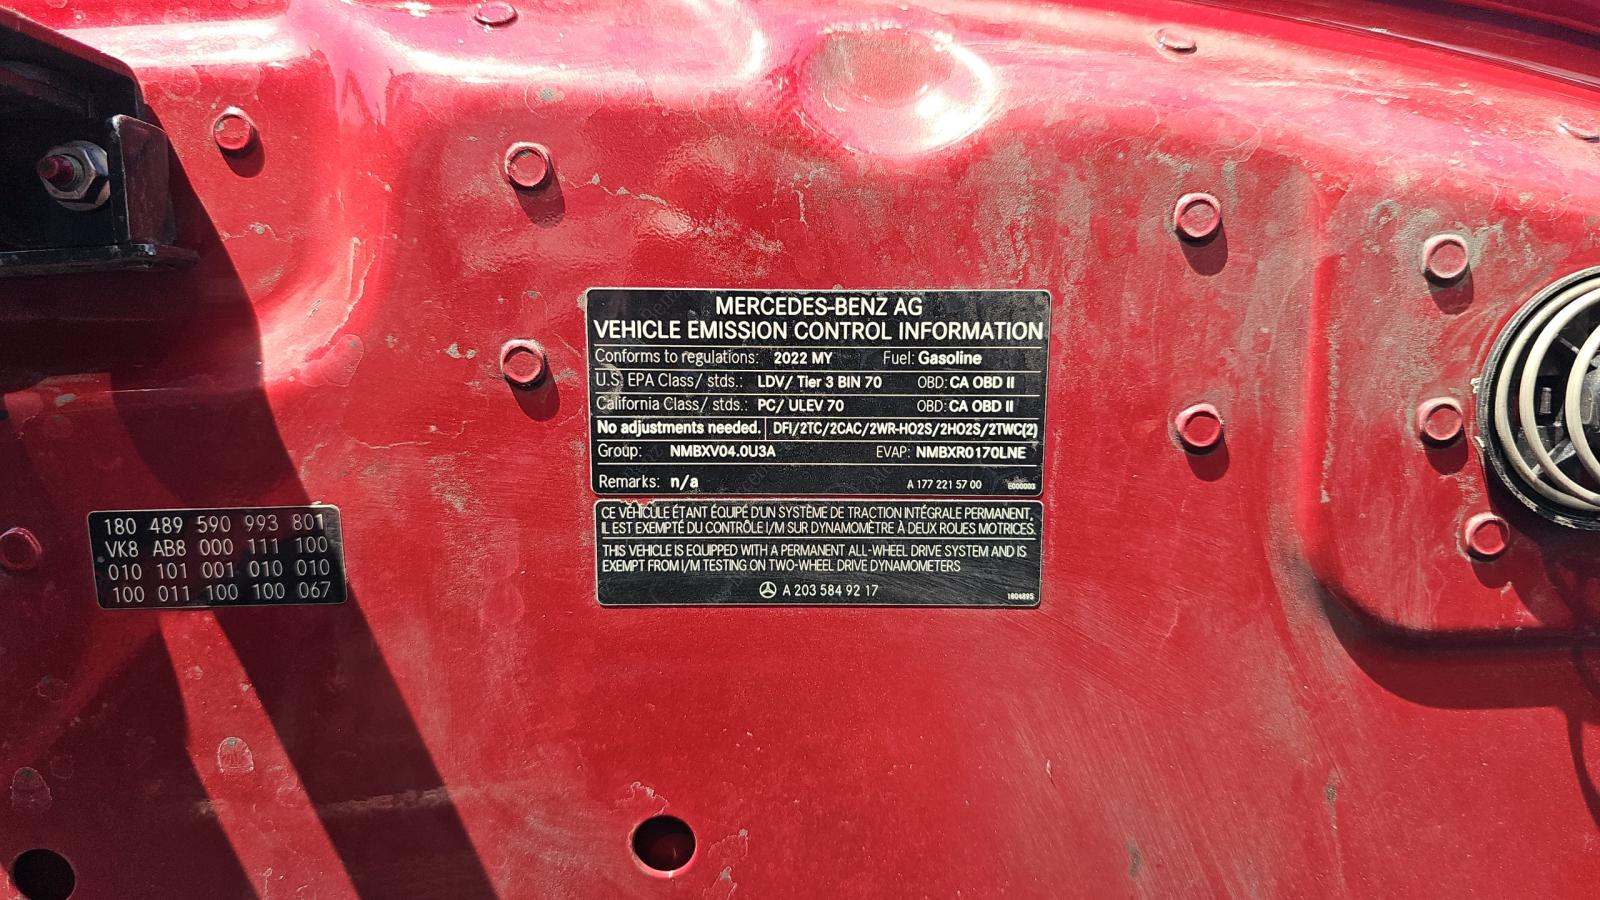 MERCEDES-BENZ AG
VEHICLE EMISSION CONTROL INFORMATION
Conforms to regulations: 2022 MY Fuel: Gasoline
U.S. EPA Class/ stds.: LDV/ Tier 3 BIN 70 OBD: CA OBD II
California Class/ stds.: PC/ ULEV 70 OBD: CA OBD II
No adjustments needed. DFI/2TC/2CAC/2WR-HO2S/2HO2S/2TWC(2)
Group: NMBXV04.0U3A EVAP: NMBXR0170LNE
Remarks: n/a A 177 221 57 00 E000003
CE VÉHICULE ÉTANT ÉQUIPÉ D'UN SYSTÈME DE TRACTION INTÉGRALE PERMANENT,
IL EST EXEMPTÉ DU CONTRÔLE I/M SUR DYNAMOMÈTRE À DEUX ROUES MOTRICES.
THIS VEHICLE IS EQUIPPED WITH A PERMANENT ALL-WHEEL DRIVE SYSTEM AND IS
EXEMPT FROM I/M TESTING ON TWO-WHEEL DRIVE DYNAMOMETERS
A 203 584 92 17
180 489 590 993 801
VK8 AB8 000 111 100
010 101 001 010 010
100 011 100 100 067